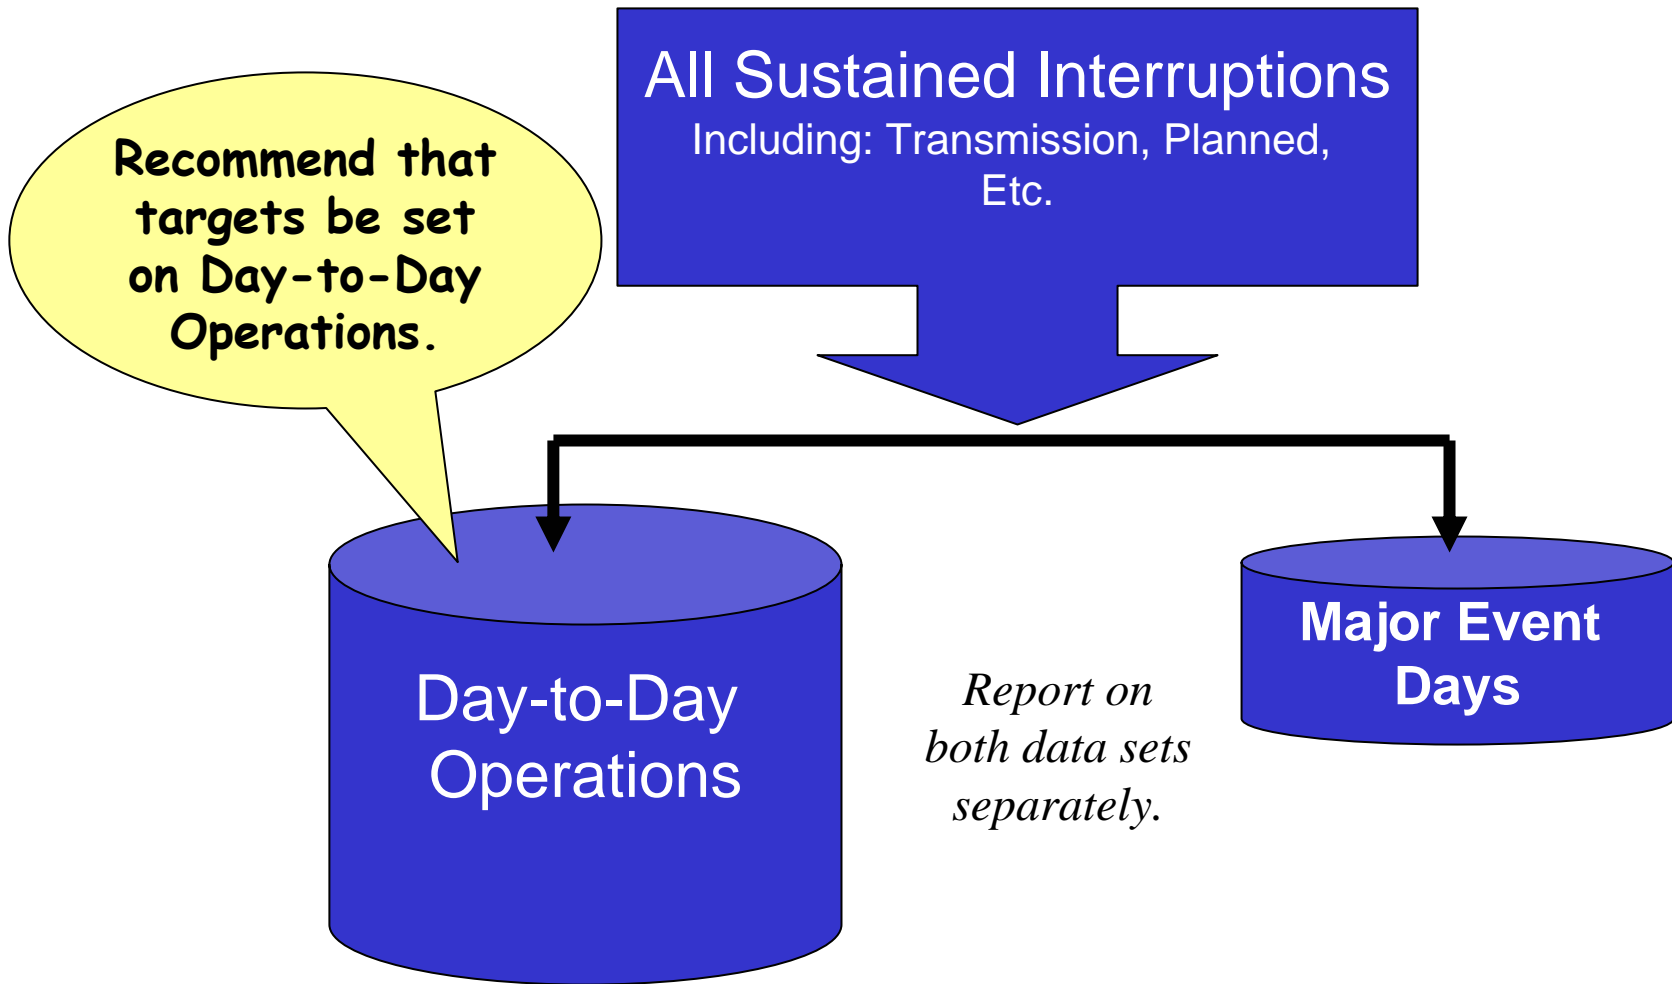 All Sustained Interruptions
Including: Transmission, Planned,
Etc.
Recommend that
targets be set
on Day-to-Day
Operations.
Day-to-Day
Operations
Report on
both data sets
separately.
Major Event
Days